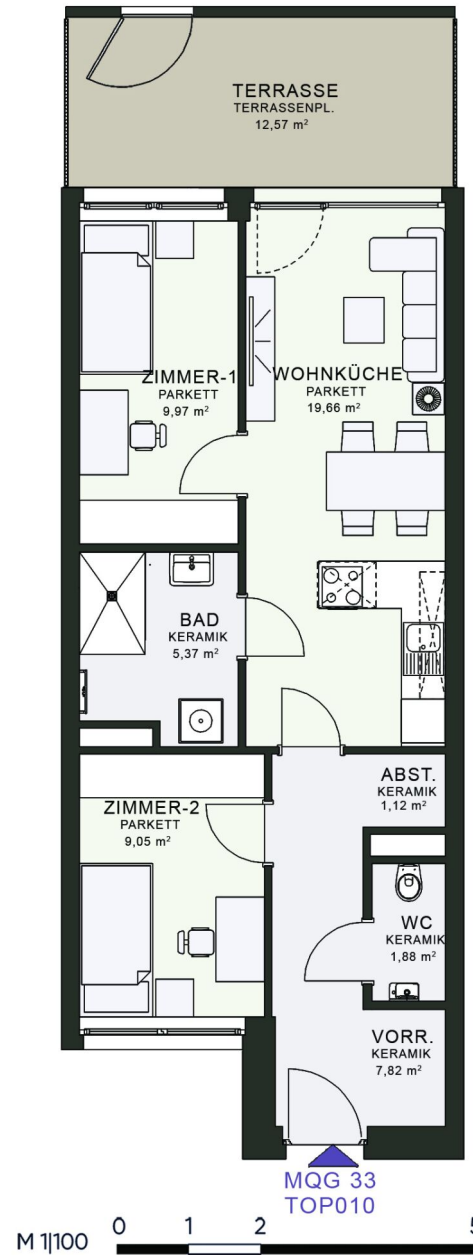 TERRASSE
TERRASSENPL.
12,57 m²
ZIMMER-1
PARKETT
9,97 m²
WOHNKÜCHE
PARKETT
19,66 m²
BAD
KERAMIK
5,37 m²
ABST.
KERAMIK
1,12 m²
ZIMMER-2
PARKETT
9,05 m²
WC
KERAMIK
1,88 m²
VORR.
KERAMIK
7,82 m²
MQG 33
TOP010
M 1|100 0 1 2 5